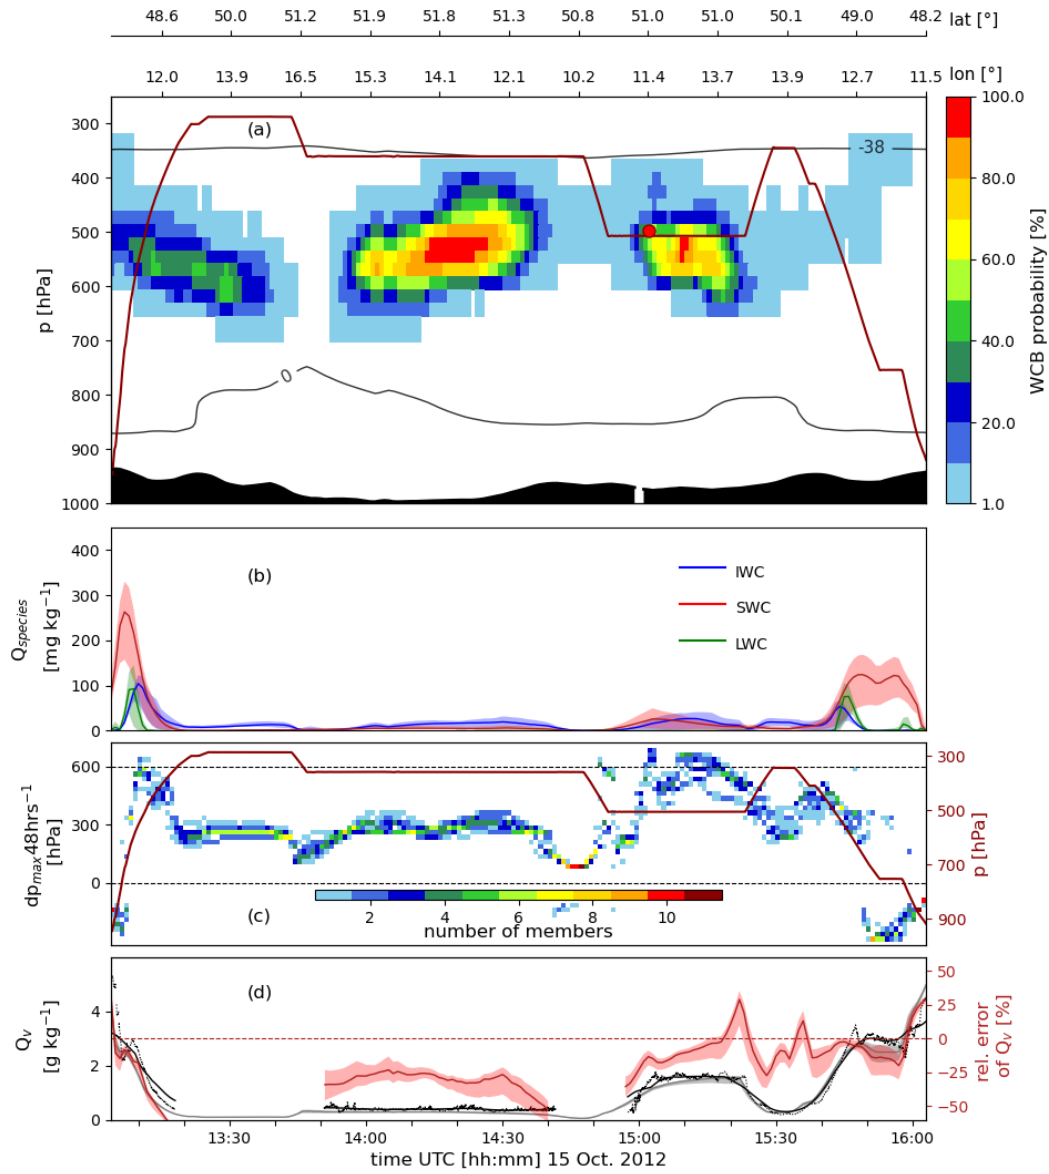 48.6 50.0 51.2 51.9 51.8 51.3 50.8 51.0 51.0 50.1 49.0 48.2 lat [°]
12.0 13.9 16.5 15.3 14.1 12.1 10.2 11.4 13.7 13.9 12.7 11.5 lon [°]
(a)
-38
0
300
400
500
600
700
800
900
1000
p [hPa]
100.0
80.0
60.0
40.0
20.0
1.0
WCB probability [%]
(b)
IWC
SWC
LWC
400
300
200
100
0
Q_species
[mg kg⁻¹]
600
300
0
dp_max48hrs⁻¹
[hPa]
300
500
700
900
p [hPa]
2 4 6 8 10
(c)
number of members
(d)
4
2
0
Q_v
[g kg⁻¹]
50
25
0
−25
−50
rel. error
of Q_v [%]
13:30 14:00 14:30 15:00 15:30 16:00
time UTC [hh:mm] 15 Oct. 2012